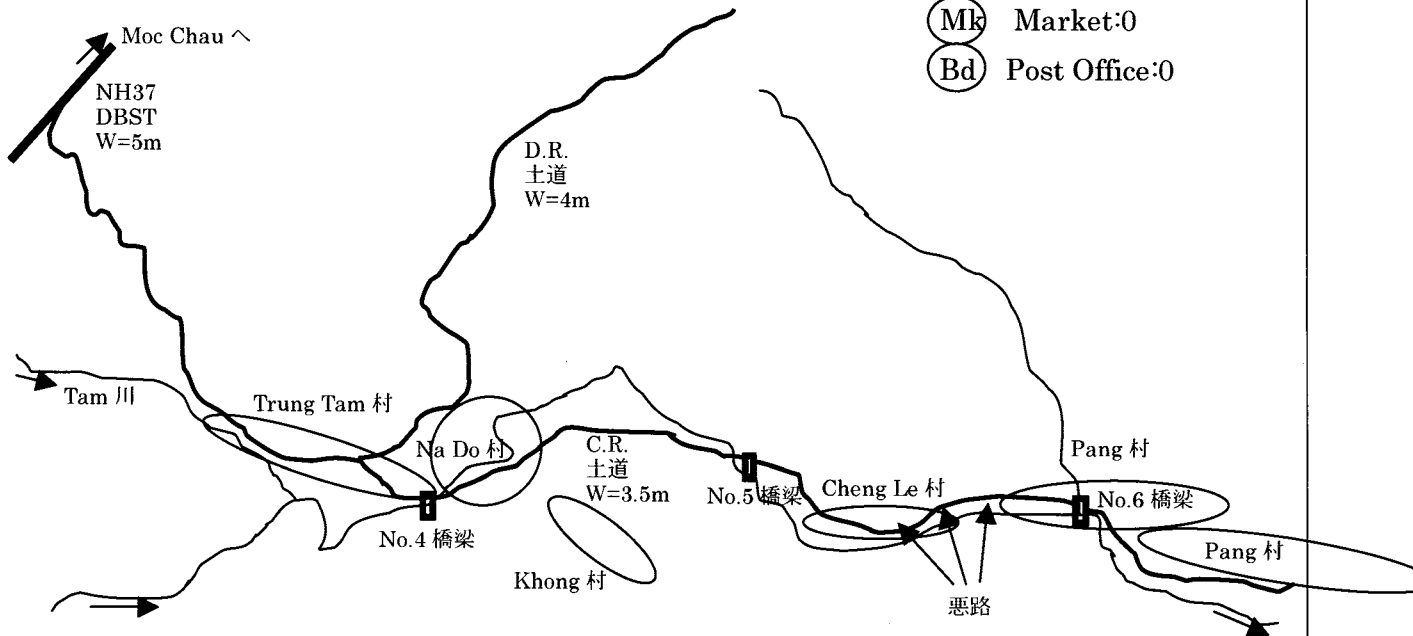 Moc Chau へ
NH37
DBST
W=5m
Mk Market:0
Bd Post Office:0
D.R.
土道
W=4m
Tam 川
Trung Tam 村
Na Do 村
C.R.
土道
W=3.5m
No.4 橋梁
Khong 村
No.5 橋梁
Cheng Le 村
Pang 村
No.6 橋梁
Pang 村
悪路